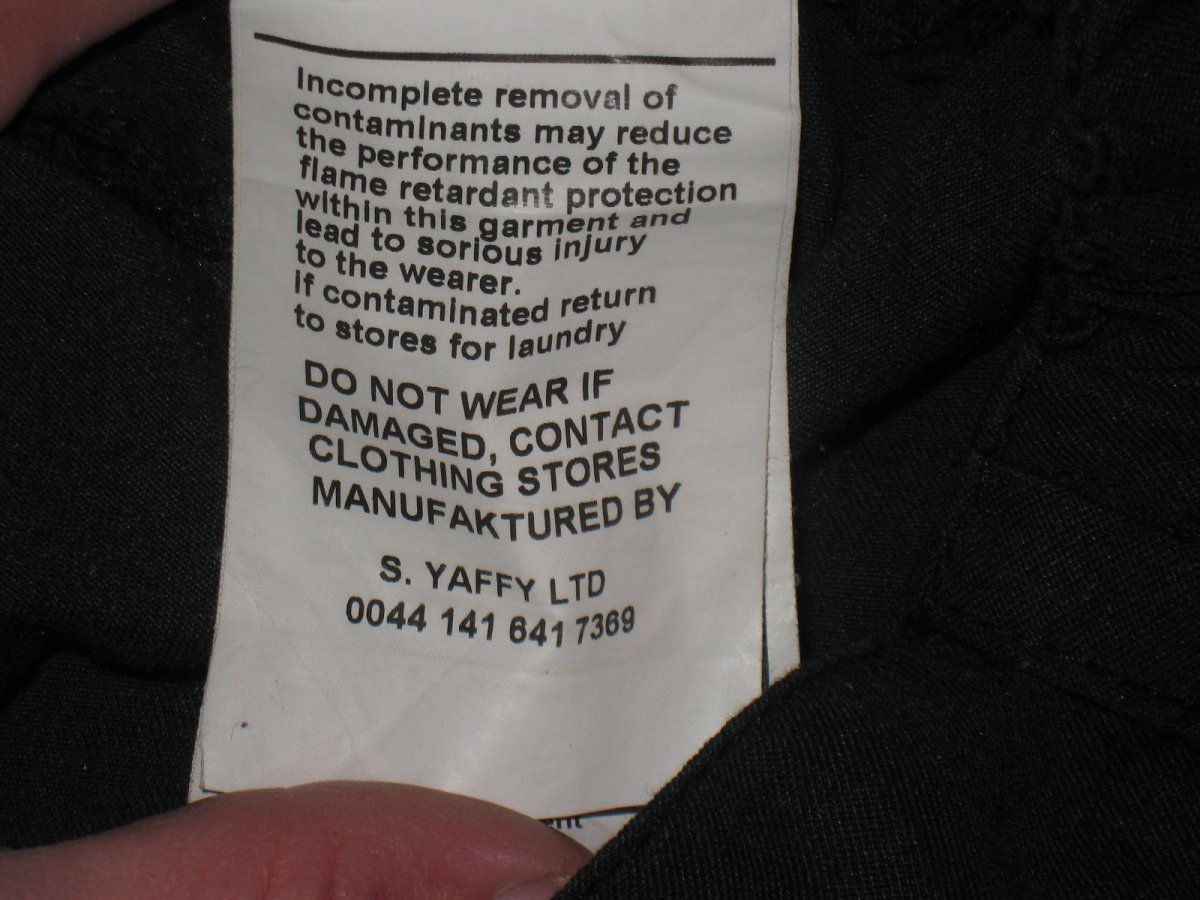 Incomplete removal of
contaminants may reduce
the performance of the
flame retardant protection
within this garment and
lead to sorious injury
to the wearer.
if contaminated return
to stores for laundry
DO NOT WEAR IF
DAMAGED, CONTACT
CLOTHING STORES
MANUFAKTURED BY
S. YAFFY LTD
0044 141 641 7369